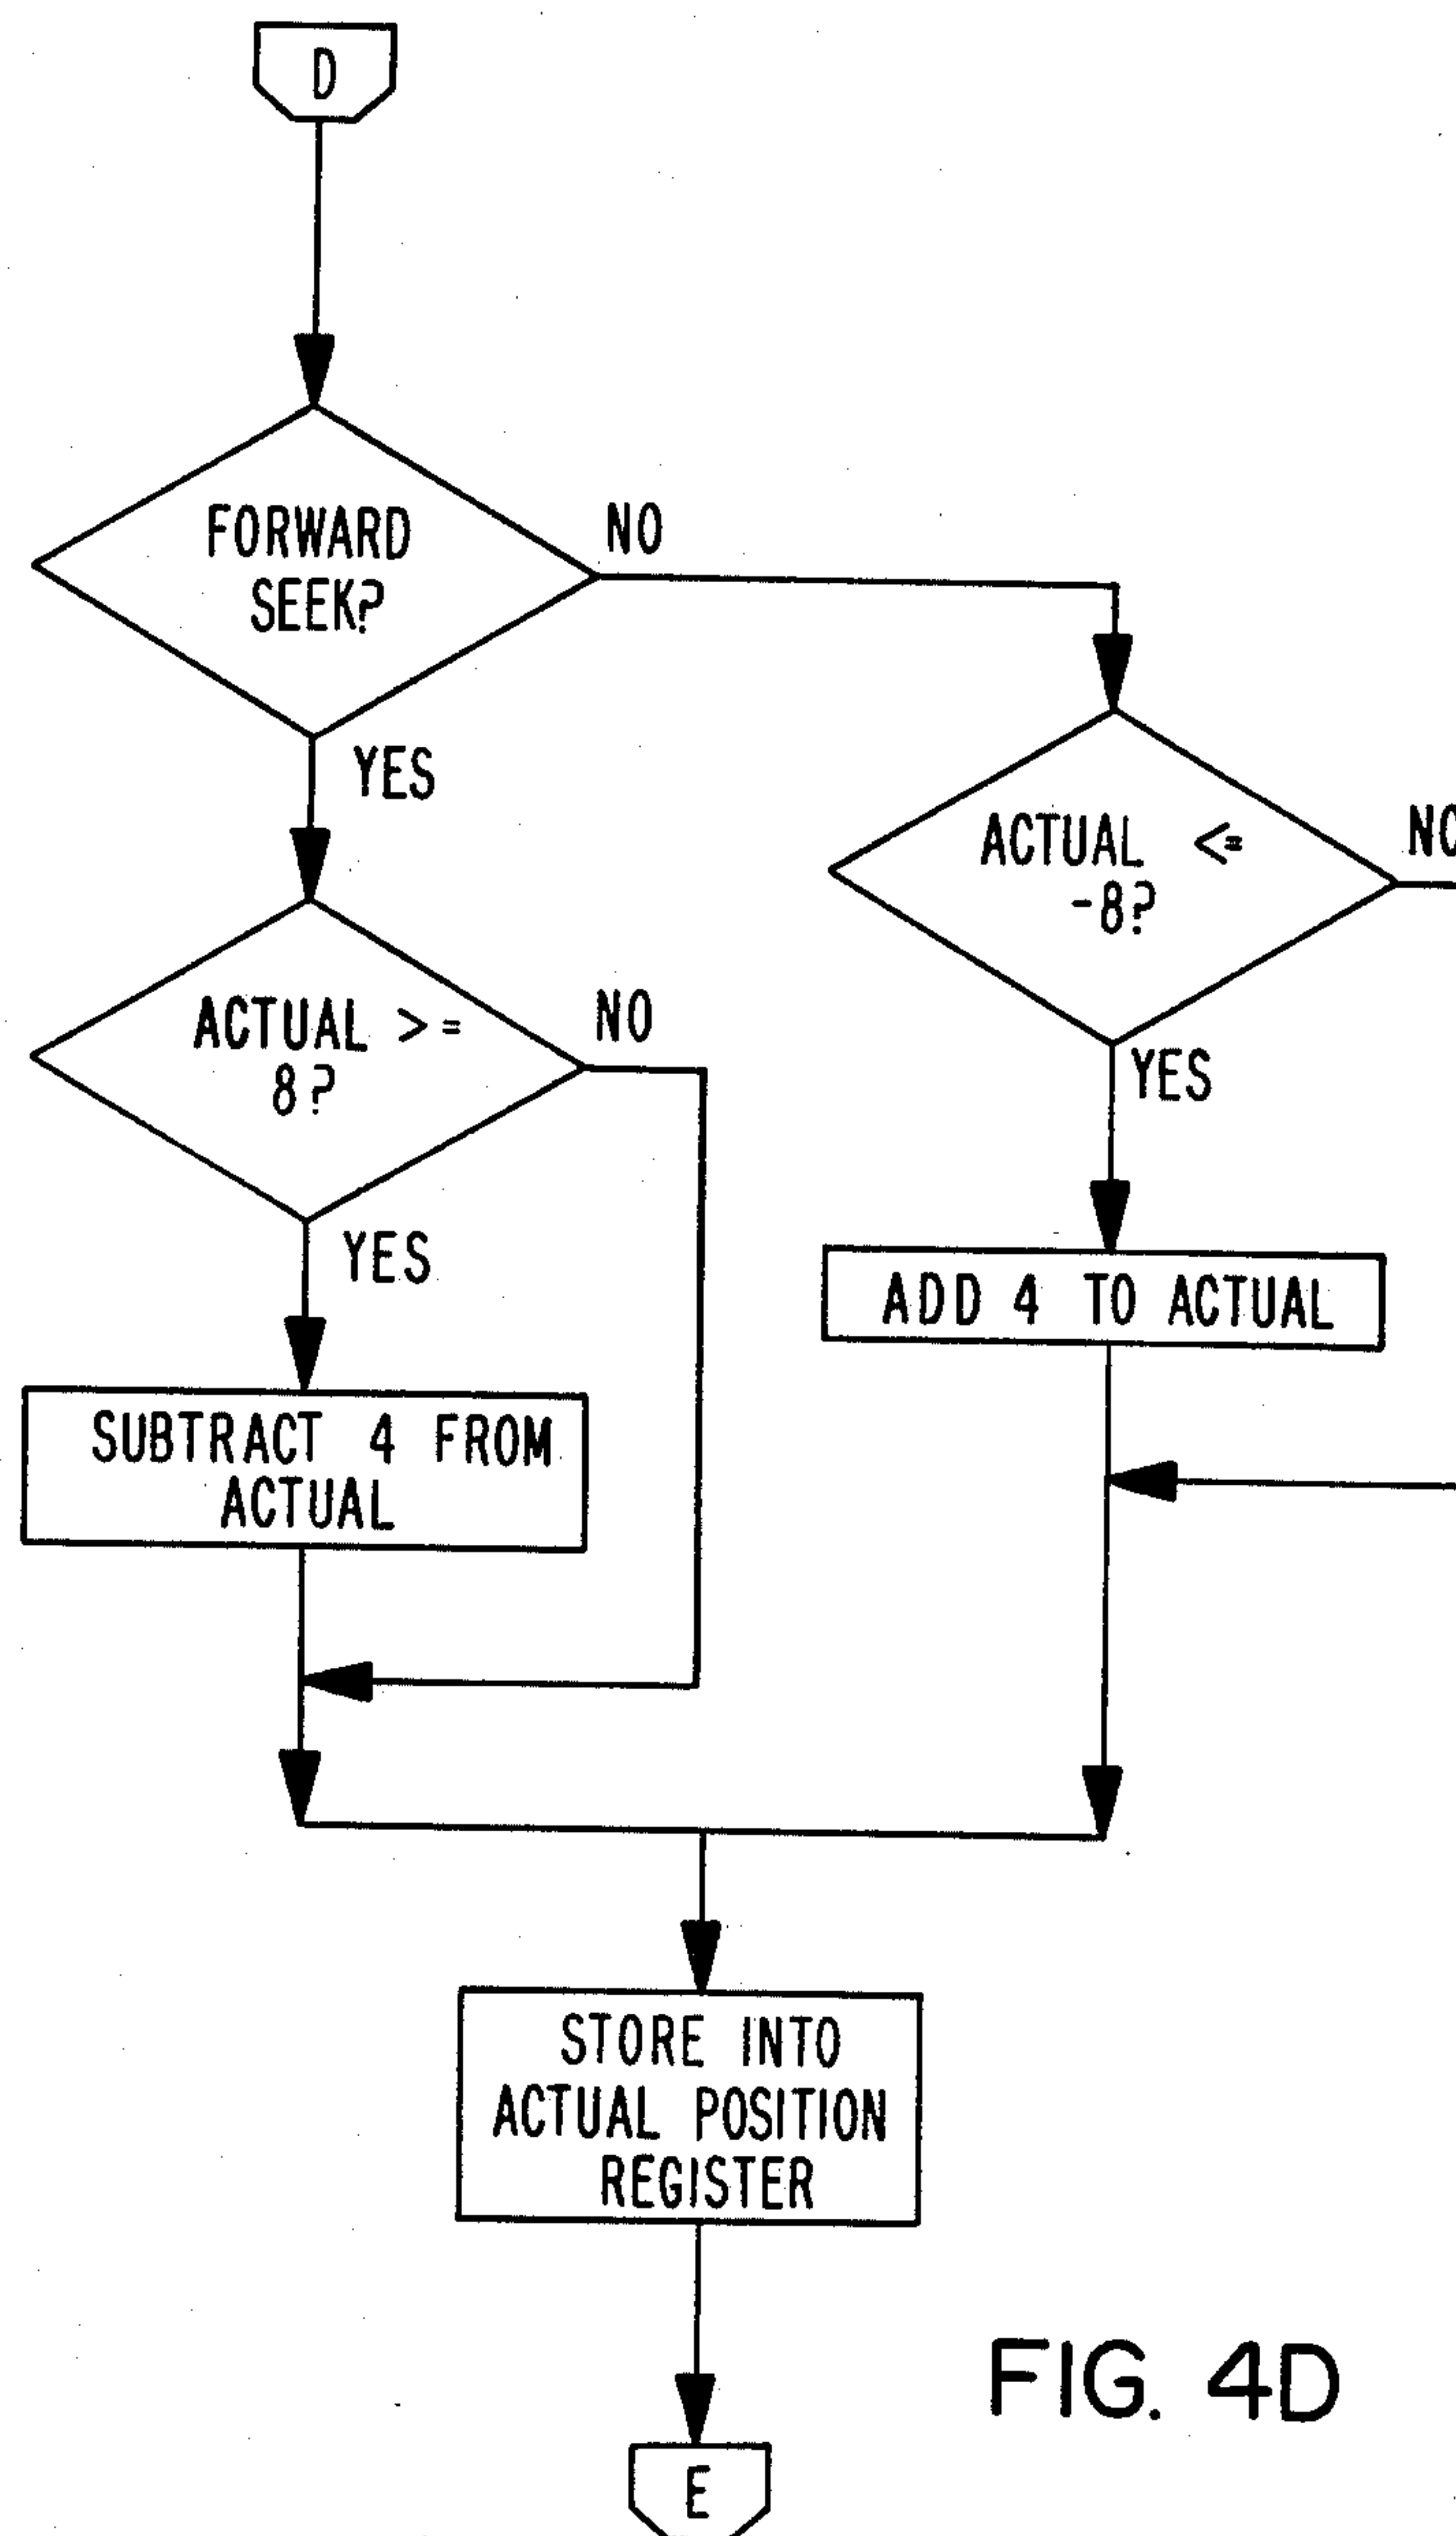 D
FORWARD
SEEK?
NO
YES
ACTUAL <=
-8?
NO
YES
ACTUAL >=
8?
NO
YES
ADD 4 TO ACTUAL
SUBTRACT 4 FROM
ACTUAL
STORE INTO
ACTUAL POSITION
REGISTER
E
FIG. 4D